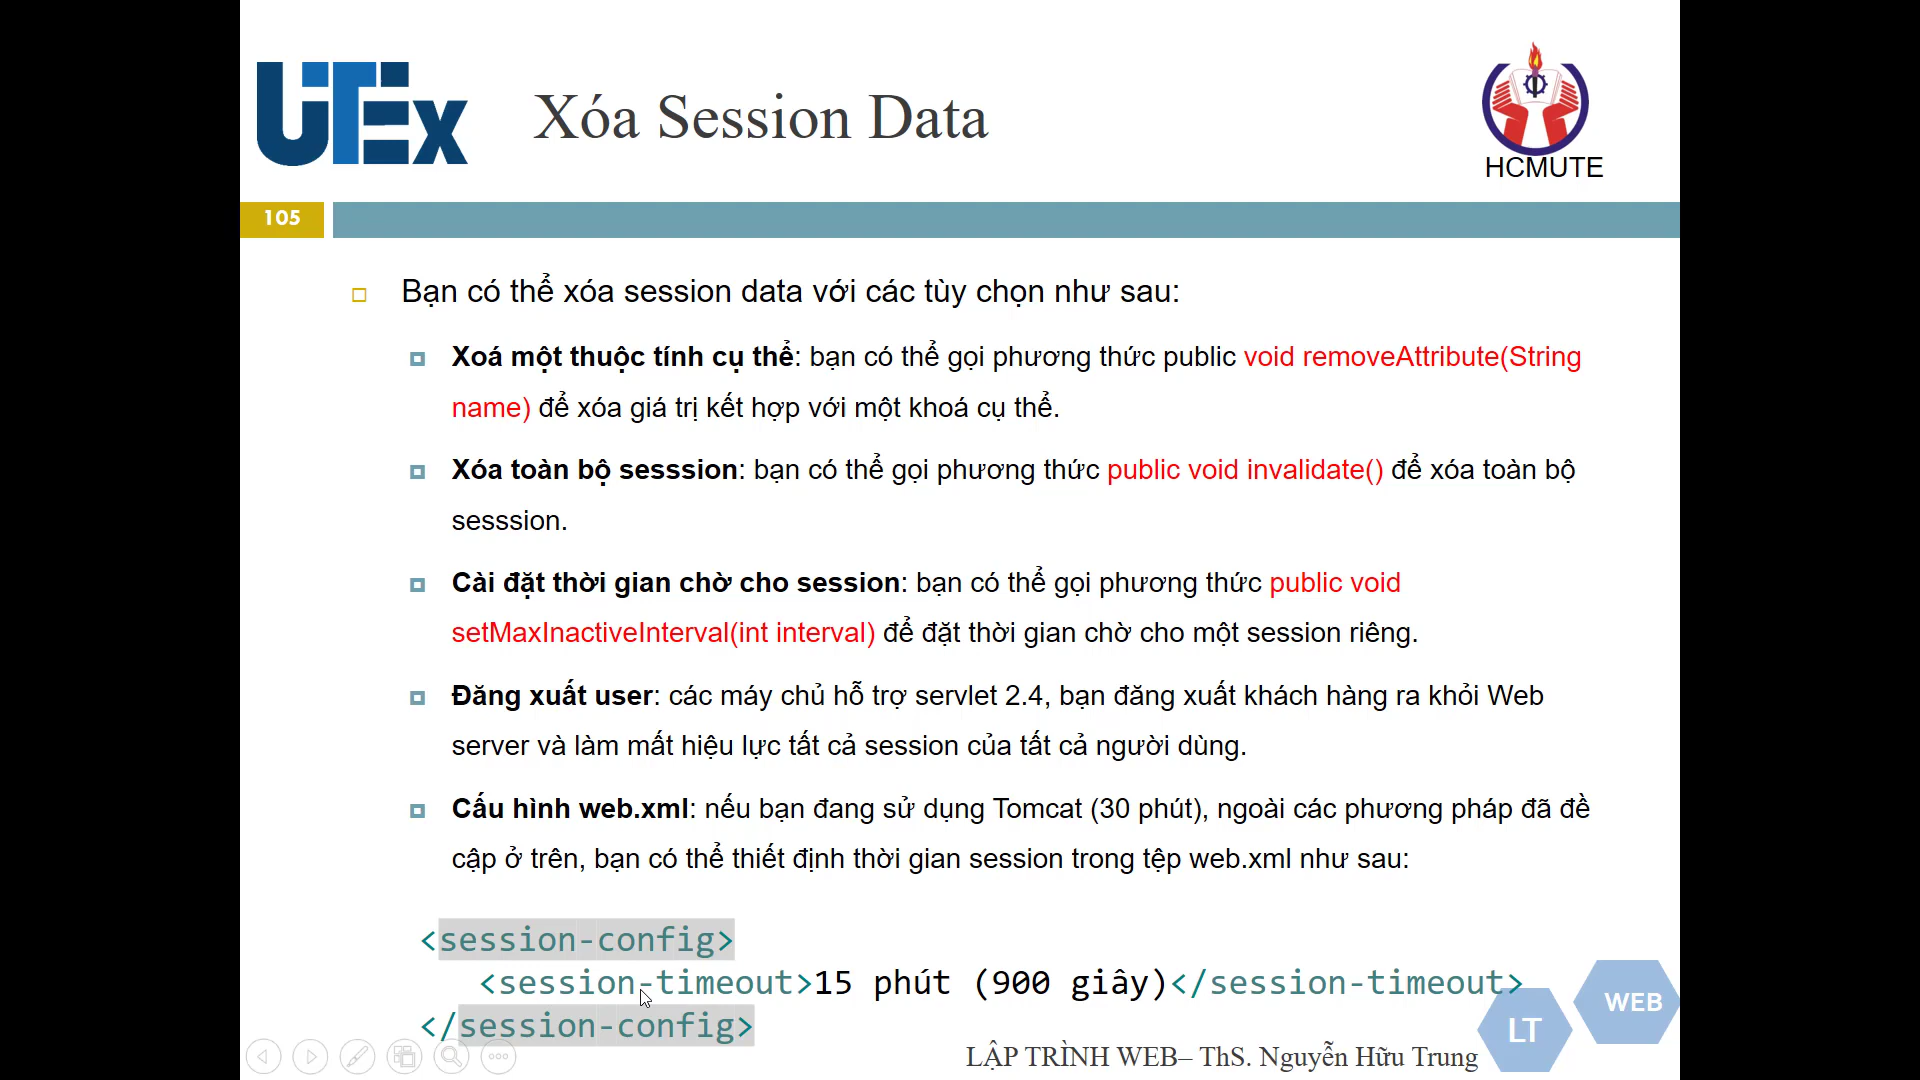 UTEx
Xóa Session Data
HCMUTE
105
Bạn có thể xóa session data với các tùy chọn như sau:
Xoá một thuộc tính cụ thể: bạn có thể gọi phương thức public void removeAttribute(String
name) để xóa giá trị kết hợp với một khoá cụ thể.
Xóa toàn bộ sesssion: bạn có thể gọi phương thức public void invalidate() để xóa toàn bộ
sesssion.
Cài đặt thời gian chờ cho session: bạn có thể gọi phương thức public void
setMaxInactiveInterval(int interval) để đặt thời gian chờ cho một session riêng.
Đăng xuất user: các máy chủ hỗ trợ servlet 2.4, bạn đăng xuất khách hàng ra khỏi Web
server và làm mất hiệu lực tất cả session của tất cả người dùng.
Cấu hình web.xml: nếu bạn đang sử dụng Tomcat (30 phút), ngoài các phương pháp đã đề
cập ở trên, bạn có thể thiết định thời gian session trong tệp web.xml như sau:
<session-config>
<session-timeout>15 phút (900 giây)</session-timeout>
</session-config>
LẬP TRÌNH WEB– ThS. Nguyễn Hữu Trung
LT
WEB